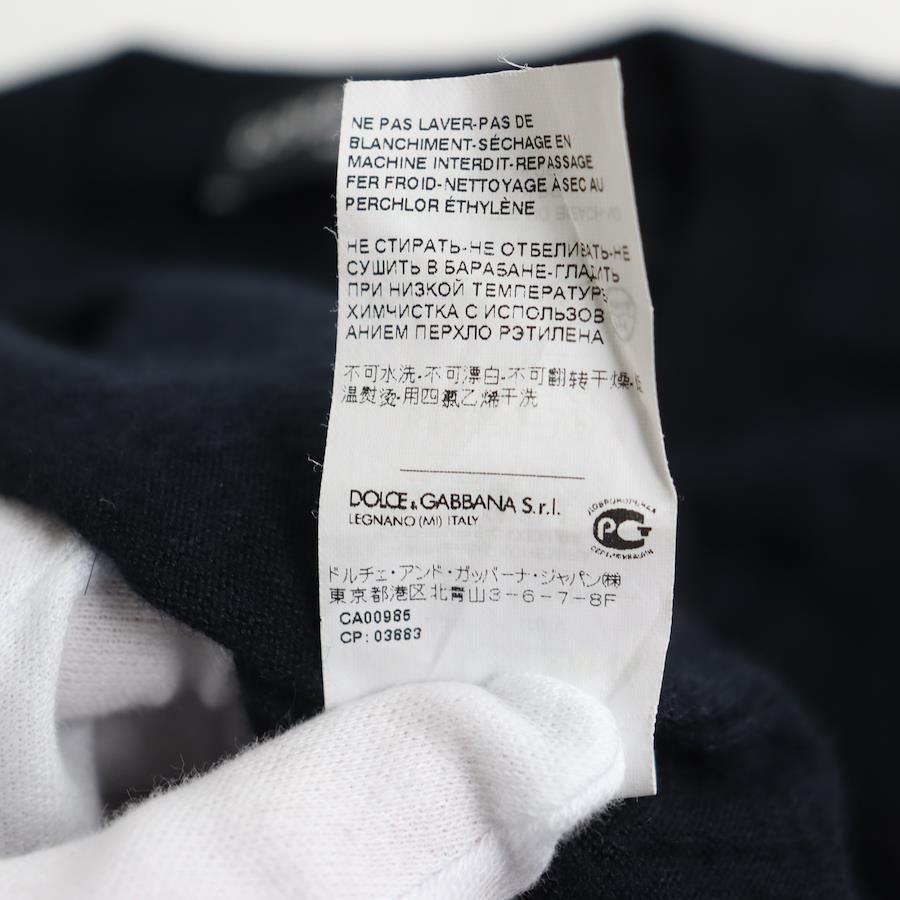 NE PAS LAVER-PAS DE
BLANCHIMENT-SÉCHAGE EN
MACHINE INTERDIT-REPASSAGE
FER FROID-NETTOYAGE ÀSEC AU
PERCHLOR ÉTHYLÈNE
НЕ СТИРАТЬ-НЕ ОТБЕЛИВАТЬ-НЕ
СУШИТЬ В БАРАБАНЕ-ГЛАДИТЬ
ПРИ НИЗКОЙ ТЕМПЕРАТУРЕ
ХИМЧИСТКА С ИСПОЛЬЗОВ
АНИЕМ ПЕРХЛО РЭТИЛЕНА
不可水洗-不可漂白-不可翻转干燥-低
温熨烫-用四氯乙烯干洗
DOLCE & GABBANA S.r.l.
LEGNANO (MI) ITALY
ДОБРОВОЛЬНАЯ
РСТ
СЕРТИФИКАЦИЯ
ドルチェ・アンド・ガッバーナ・ジャパン㈱
東京都港区北青山3-6-7-8F
CA00985
CP: 03883